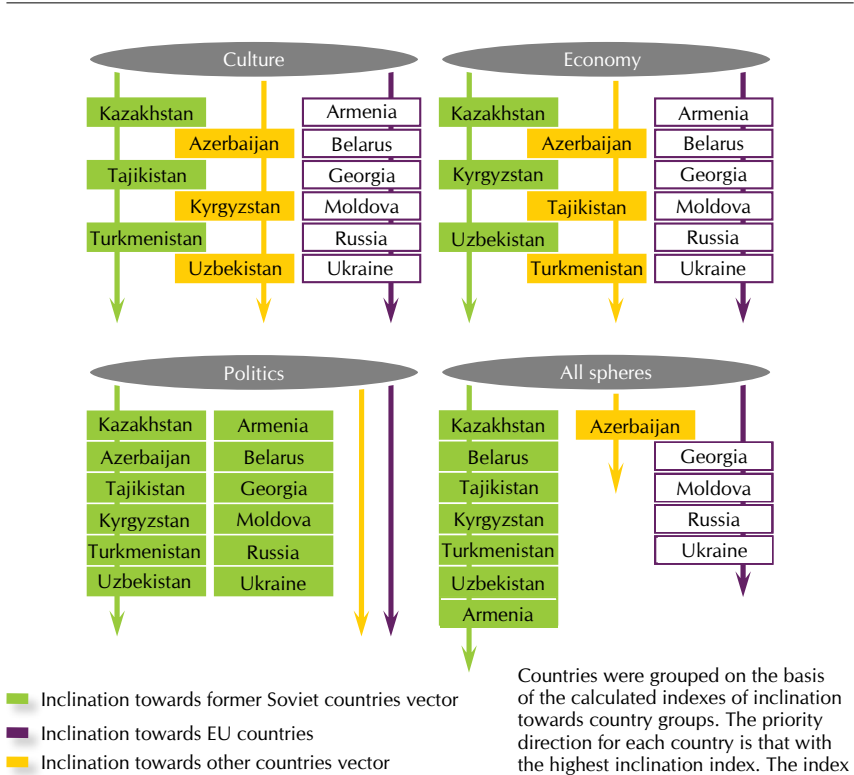 Culture
Kazakhstan
Tajikistan
Turkmenistan
Azerbaijan
Kyrgyzstan
Uzbekistan
Armenia
Belarus
Georgia
Moldova
Russia
Ukraine
Economy
Kazakhstan
Kyrgyzstan
Uzbekistan
Azerbaijan
Tajikistan
Turkmenistan
Armenia
Belarus
Georgia
Moldova
Russia
Ukraine
Politics
Kazakhstan
Azerbaijan
Tajikistan
Kyrgyzstan
Turkmenistan
Uzbekistan
Armenia
Belarus
Georgia
Moldova
Russia
Ukraine
All spheres
Kazakhstan
Belarus
Tajikistan
Kyrgyzstan
Turkmenistan
Uzbekistan
Armenia
Azerbaijan
Georgia
Moldova
Russia
Ukraine
Inclination towards former Soviet countries vector
Inclination towards EU countries
Inclination towards other countries vector
Countries were grouped on the basis
of the calculated indexes of inclination
towards country groups. The priority
direction for each country is that with
the highest inclination index. The index